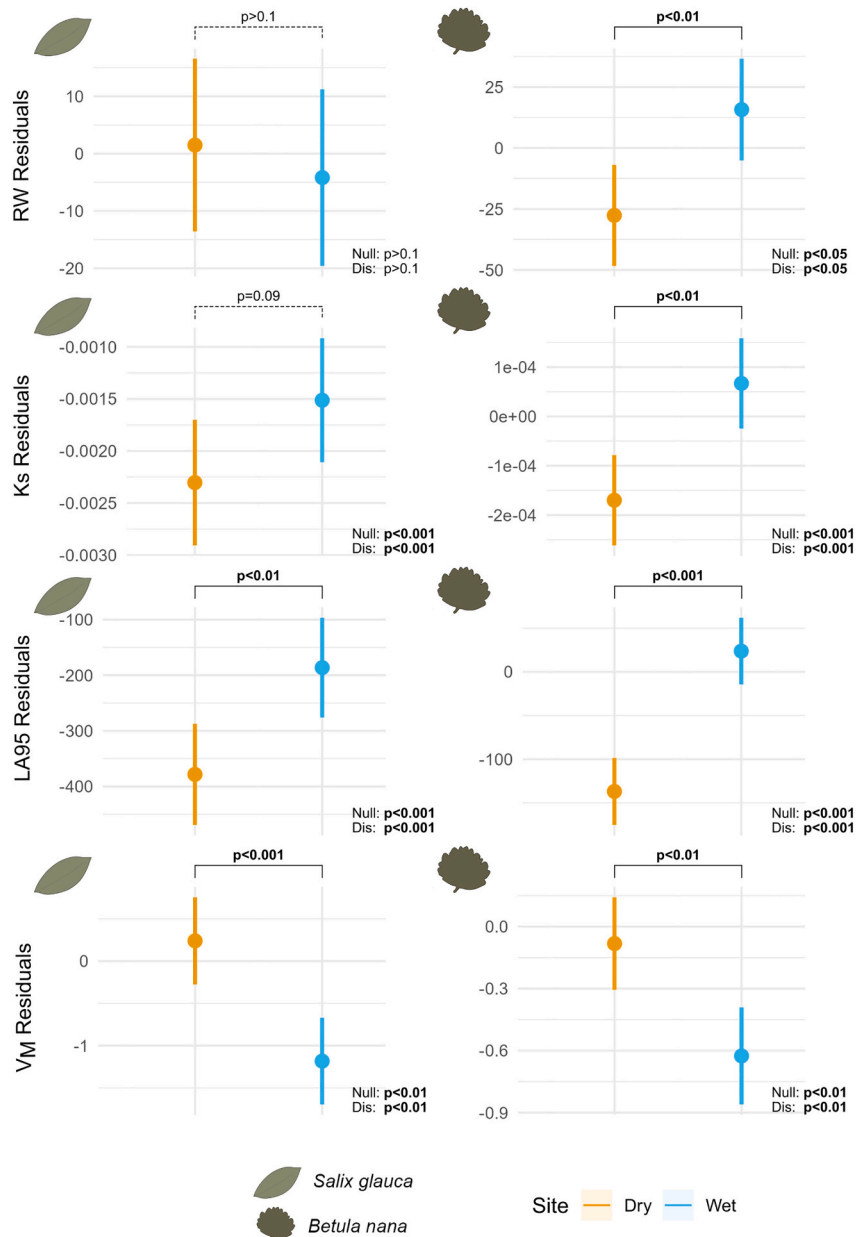 p>0.1
p<0.01
RW Residuals
10
0
-10
-20
25
0
-25
-50
Null: p>0.1
Dis: p>0.1
Null: p<0.05
Dis: p<0.05
p=0.09
p<0.01
Ks Residuals
-0.0010
-0.0015
-0.0020
-0.0025
-0.0030
1e-04
0e+00
-1e-04
-2e-04
Null: p<0.001
Dis: p<0.001
Null: p<0.001
Dis: p<0.001
p<0.01
p<0.001
LA95 Residuals
-100
-200
-300
-400
0
-100
Null: p<0.001
Dis: p<0.001
Null: p<0.001
Dis: p<0.001
p<0.001
p<0.01
VM Residuals
0
-1
0.0
-0.3
-0.6
-0.9
Null: p<0.01
Dis: p<0.01
Null: p<0.01
Dis: p<0.01
Salix glauca
Betula nana
Site Dry Wet